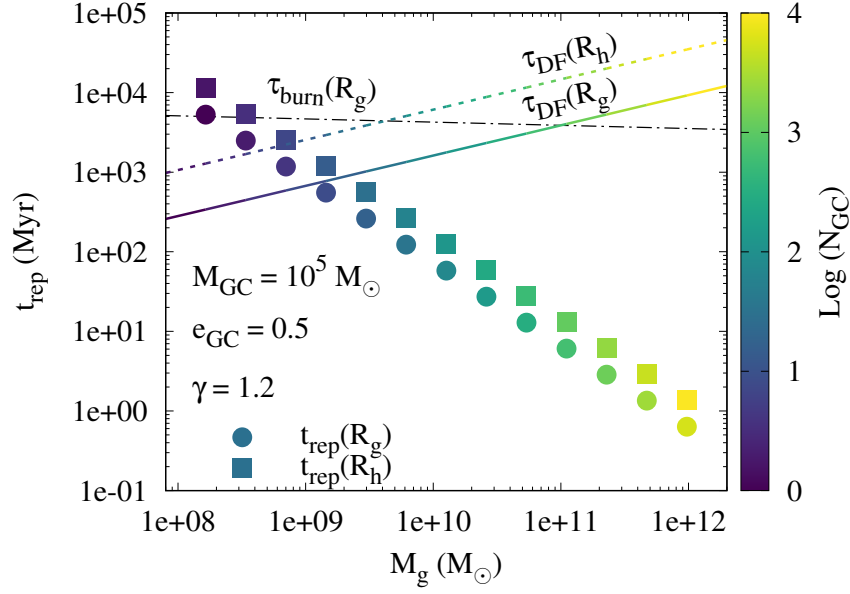 1e+05
1e+04
1e+03
1e+02
1e+01
1e+00
1e-01
t_rep (Myr)
τ_burn(R_g)
τ_DF(R_h)
τ_DF(R_g)
M_GC = 10^5 M_⊙
e_GC = 0.5
γ = 1.2
t_rep(R_g)
t_rep(R_h)
1e+08 1e+09 1e+10 1e+11 1e+12
M_g (M_⊙)
4
3
2
1
0
Log (N_GC)